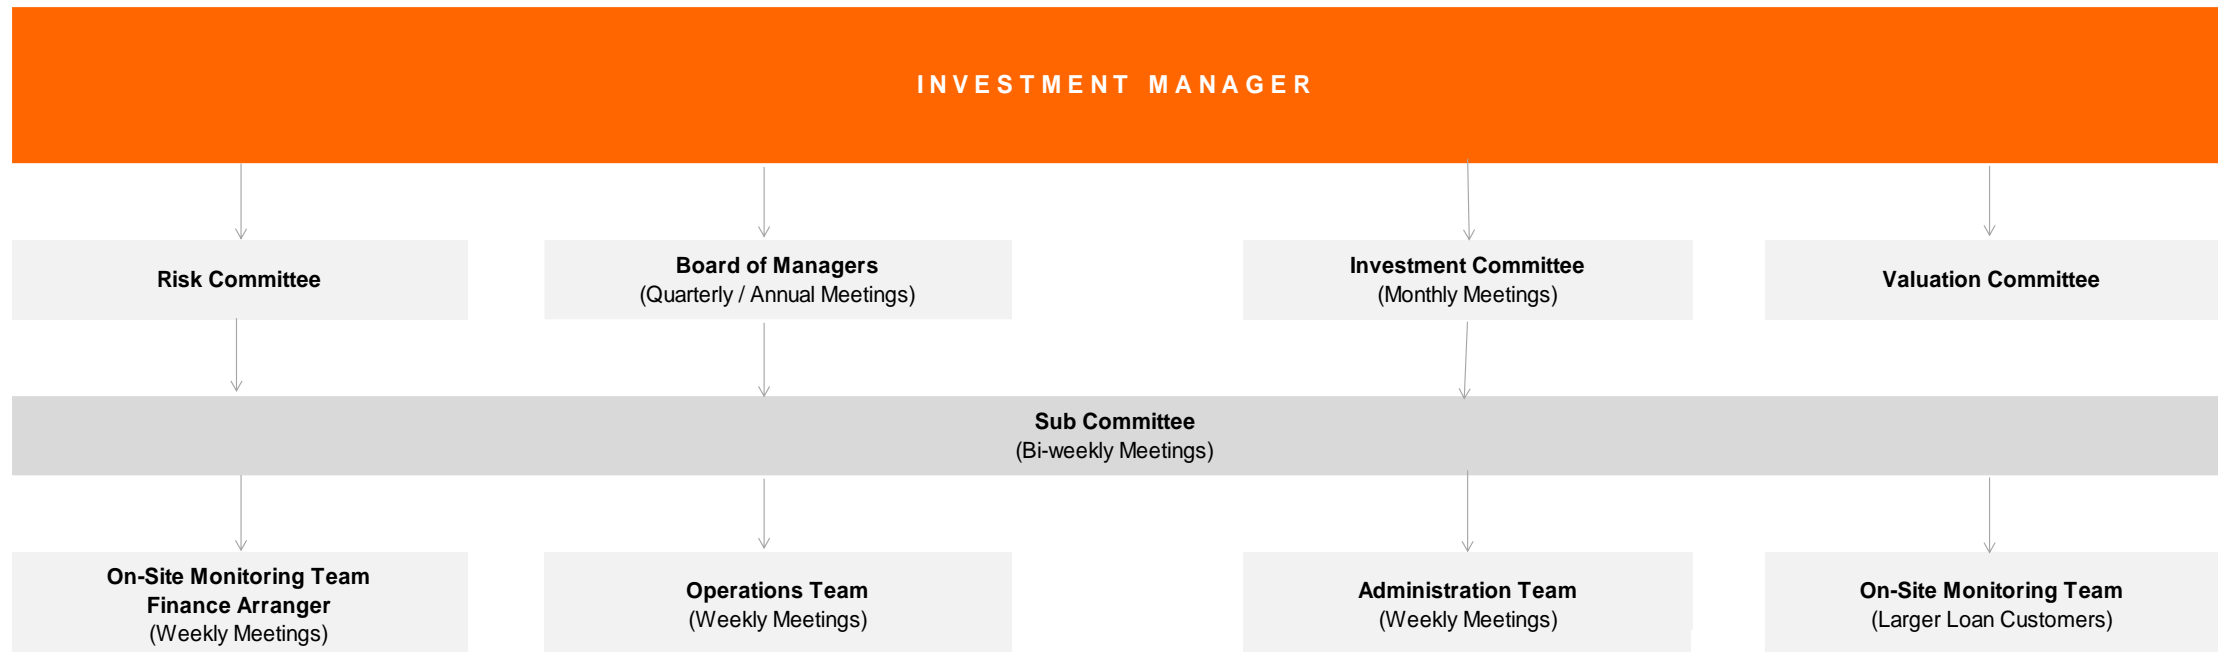 INVESTMENT MANAGER
Risk Committee
Board of Managers
(Quarterly / Annual Meetings)
Investment Committee
(Monthly Meetings)
Valuation Committee
Sub Committee
(Bi-weekly Meetings)
On-Site Monitoring Team
Finance Arranger
(Weekly Meetings)
Operations Team
(Weekly Meetings)
Administration Team
(Weekly Meetings)
On-Site Monitoring Team
(Larger Loan Customers)